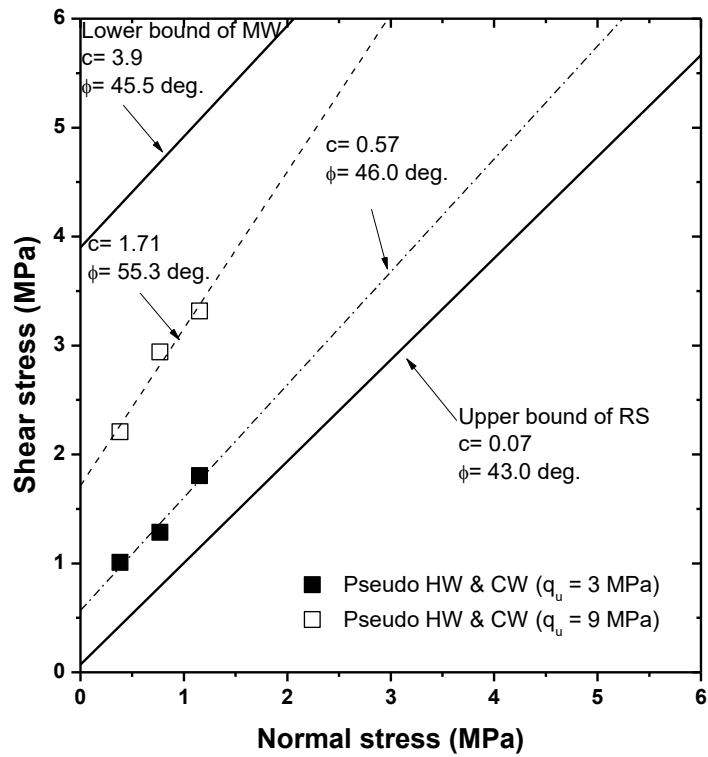 Lower bound of MW
c= 3.9
ϕ= 45.5 deg.
c= 0.57
ϕ= 46.0 deg.
c= 1.71
ϕ= 55.3 deg.
Upper bound of RS
c= 0.07
ϕ= 43.0 deg.
Pseudo HW & CW (qu = 3 MPa)
Pseudo HW & CW (qu = 9 MPa)
Shear stress (MPa)
6
5
4
3
2
1
0
0 1 2 3 4 5 6
Normal stress (MPa)